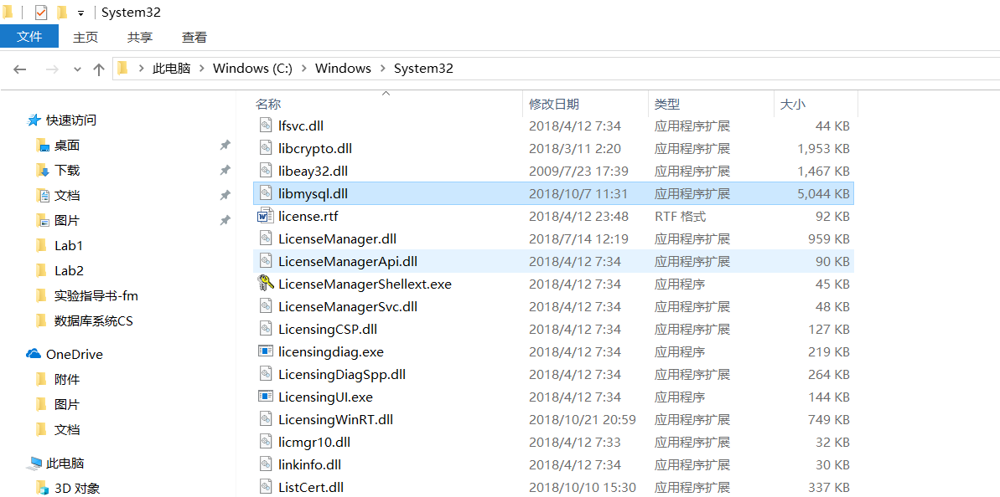 System32
文件 主页 共享 查看
此电脑 Windows (C:) Windows System32
名称 修改日期 类型 大小
快速访问
桌面
下载
文档
图片
Lab1
Lab2
实验指导书-fm
数据库系统CS
OneDrive
附件
图片
文档
此电脑
3D 对象
lfsvc.dll 2018/4/12 7:34 应用程序扩展 44 KB
libcrypto.dll 2018/3/11 2:20 应用程序扩展 1,953 KB
libeay32.dll 2009/7/23 17:39 应用程序扩展 1,467 KB
libmysql.dll 2018/10/7 11:31 应用程序扩展 5,044 KB
license.rtf 2018/4/12 23:48 RTF 格式 92 KB
LicenseManager.dll 2018/7/14 12:19 应用程序扩展 959 KB
LicenseManagerApi.dll 2018/4/12 7:34 应用程序扩展 90 KB
LicenseManagerShellext.exe 2018/4/12 7:34 应用程序 45 KB
LicenseManagerSvc.dll 2018/4/12 7:34 应用程序扩展 48 KB
LicensingCSP.dll 2018/4/12 7:34 应用程序扩展 127 KB
licensingdiag.exe 2018/4/12 7:34 应用程序 219 KB
LicensingDiagSpp.dll 2018/4/12 7:34 应用程序扩展 264 KB
LicensingUI.exe 2018/4/12 7:34 应用程序 144 KB
LicensingWinRT.dll 2018/10/21 20:59 应用程序扩展 749 KB
licmgr10.dll 2018/4/12 7:33 应用程序扩展 32 KB
linkinfo.dll 2018/4/12 7:34 应用程序扩展 30 KB
ListCert.dll 2018/10/10 15:30 应用程序扩展 337 KB